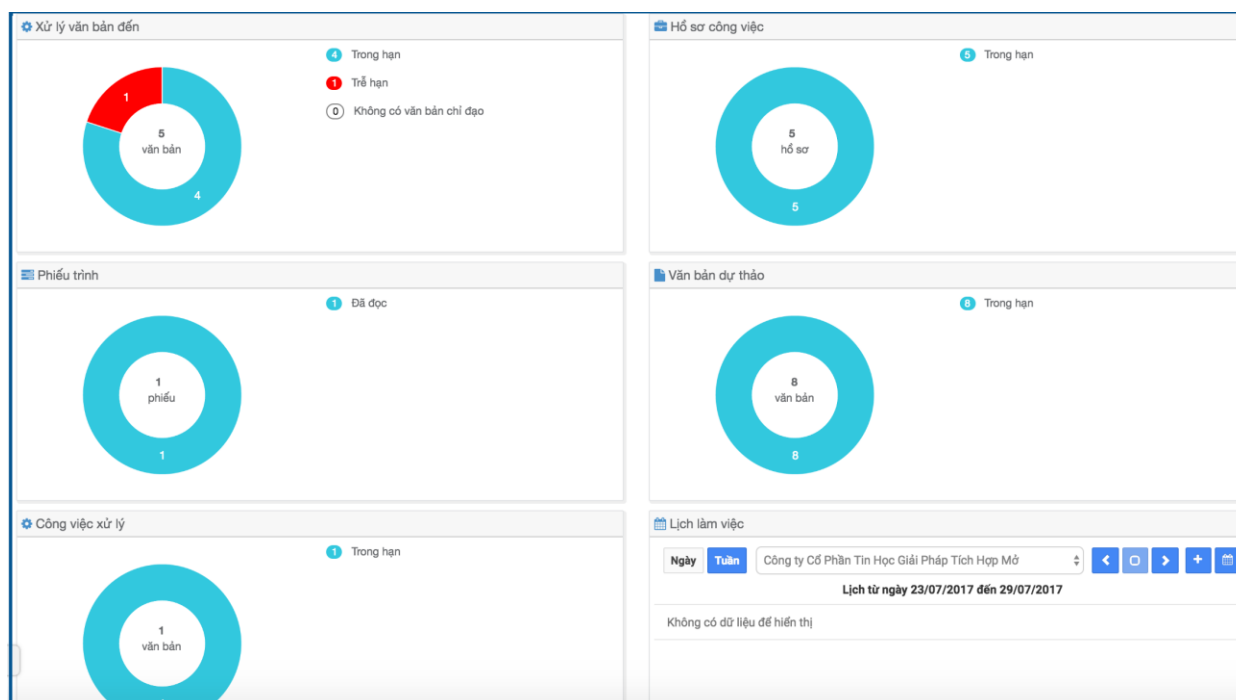 Xử lý văn bản đến
4 Trong hạn
1 Trễ hạn
0 Không có văn bản chỉ đạo
1
5
văn bản
4
Hồ sơ công việc
5 Trong hạn
5
hồ sơ
5
Phiếu trình
1 Đã đọc
1
phiếu
1
Văn bản dự thảo
8 Trong hạn
8
văn bản
8
Công việc xử lý
1 Trong hạn
1
văn bản
Lịch làm việc
Ngày Tuần Công ty Cổ Phần Tin Học Giải Pháp Tích Hợp Mở
Lịch từ ngày 23/07/2017 đến 29/07/2017
Không có dữ liệu để hiển thị